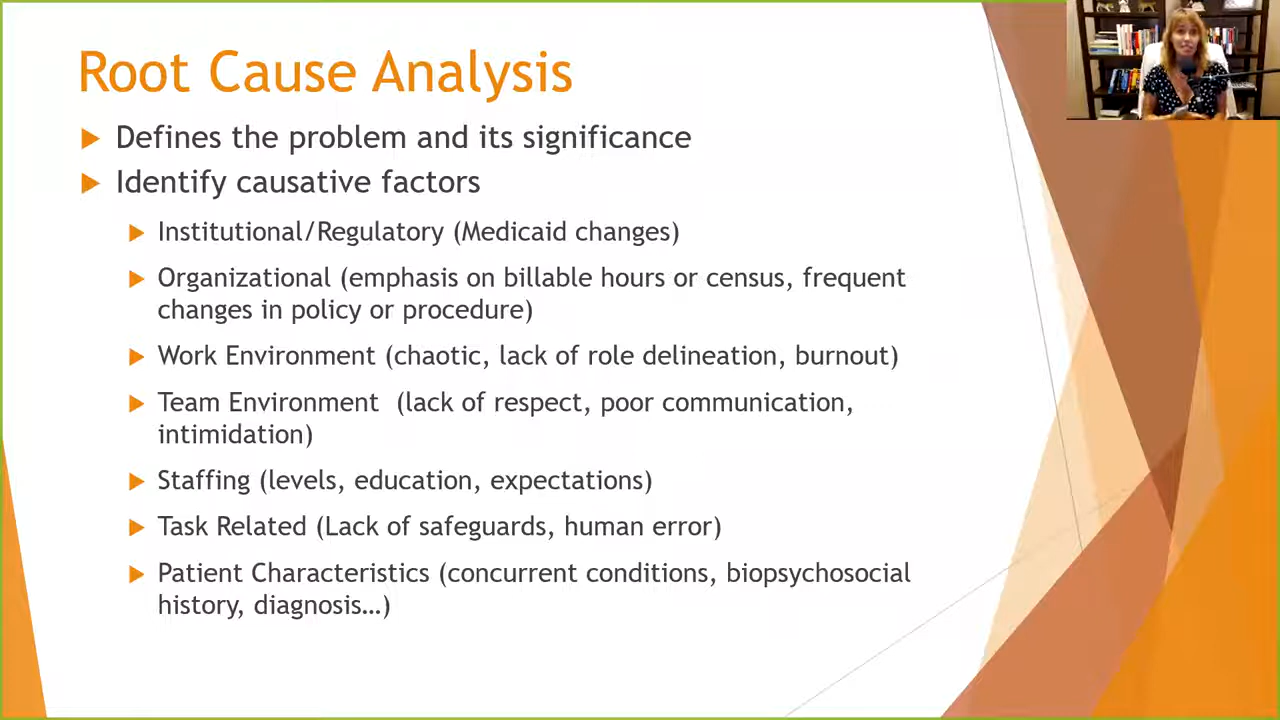 Root Cause Analysis
Defines the problem and its significance
Identify causative factors
Institutional/Regulatory (Medicaid changes)
Organizational (emphasis on billable hours or census, frequent
changes in policy or procedure)
Work Environment (chaotic, lack of role delineation, burnout)
Team Environment  (lack of respect, poor communication,
intimidation)
Staffing (levels, education, expectations)
Task Related (Lack of safeguards, human error)
Patient Characteristics (concurrent conditions, biopsychosocial
history, diagnosis…)